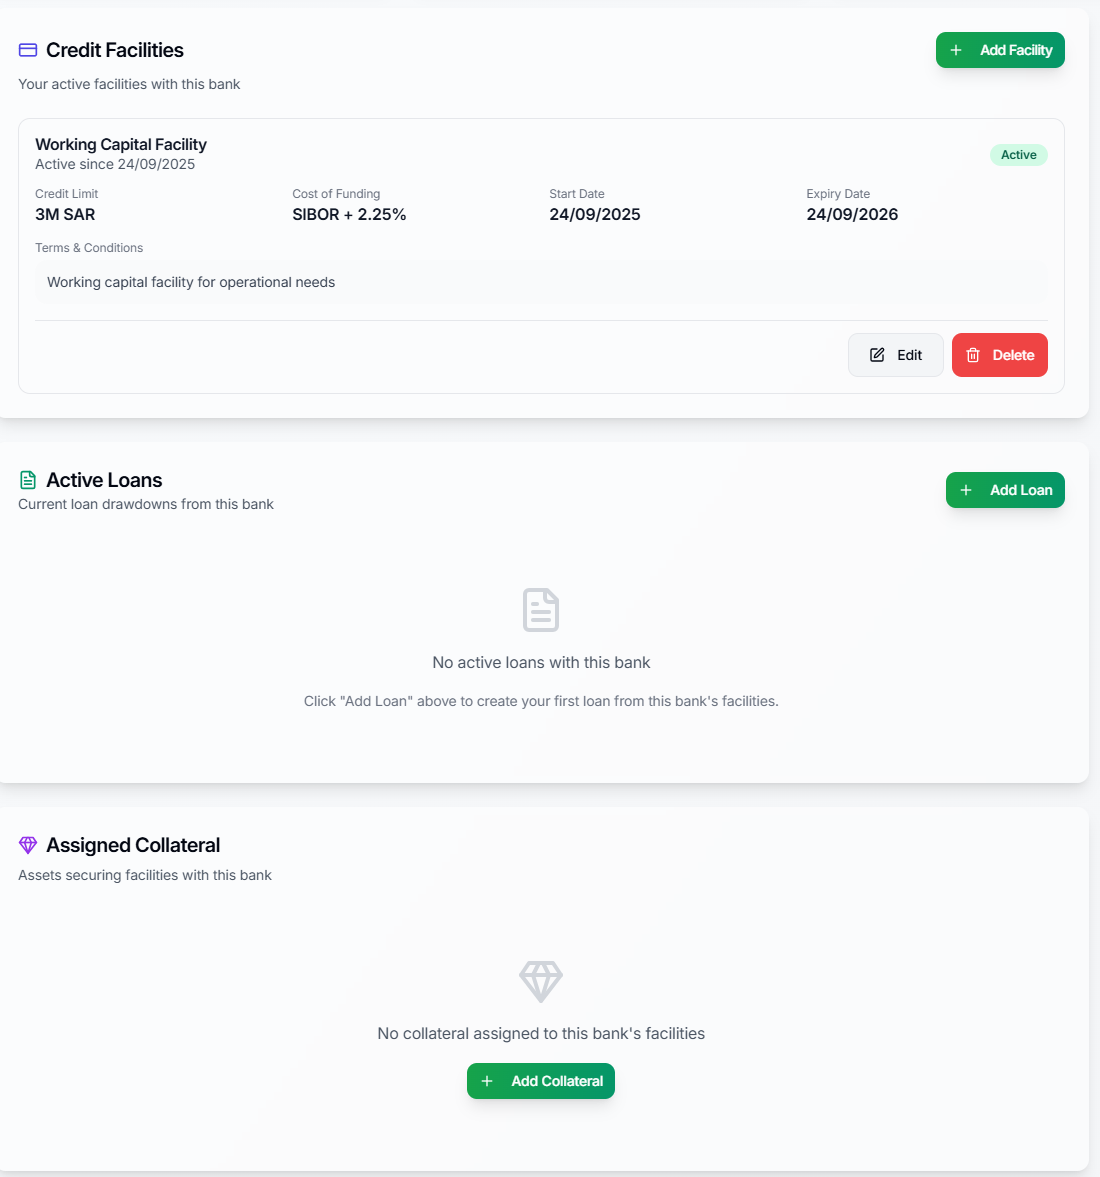 Credit Facilities
Add Facility
Your active facilities with this bank
Working Capital Facility
Active since 24/09/2025
Active
Credit Limit
3M SAR
Cost of Funding
SIBOR + 2.25%
Start Date
24/09/2025
Expiry Date
24/09/2026
Terms & Conditions
Working capital facility for operational needs
Edit
Delete
Active Loans
Current loan drawdowns from this bank
Add Loan
No active loans with this bank
Click "Add Loan" above to create your first loan from this bank's facilities.
Assigned Collateral
Assets securing facilities with this bank
No collateral assigned to this bank's facilities
Add Collateral